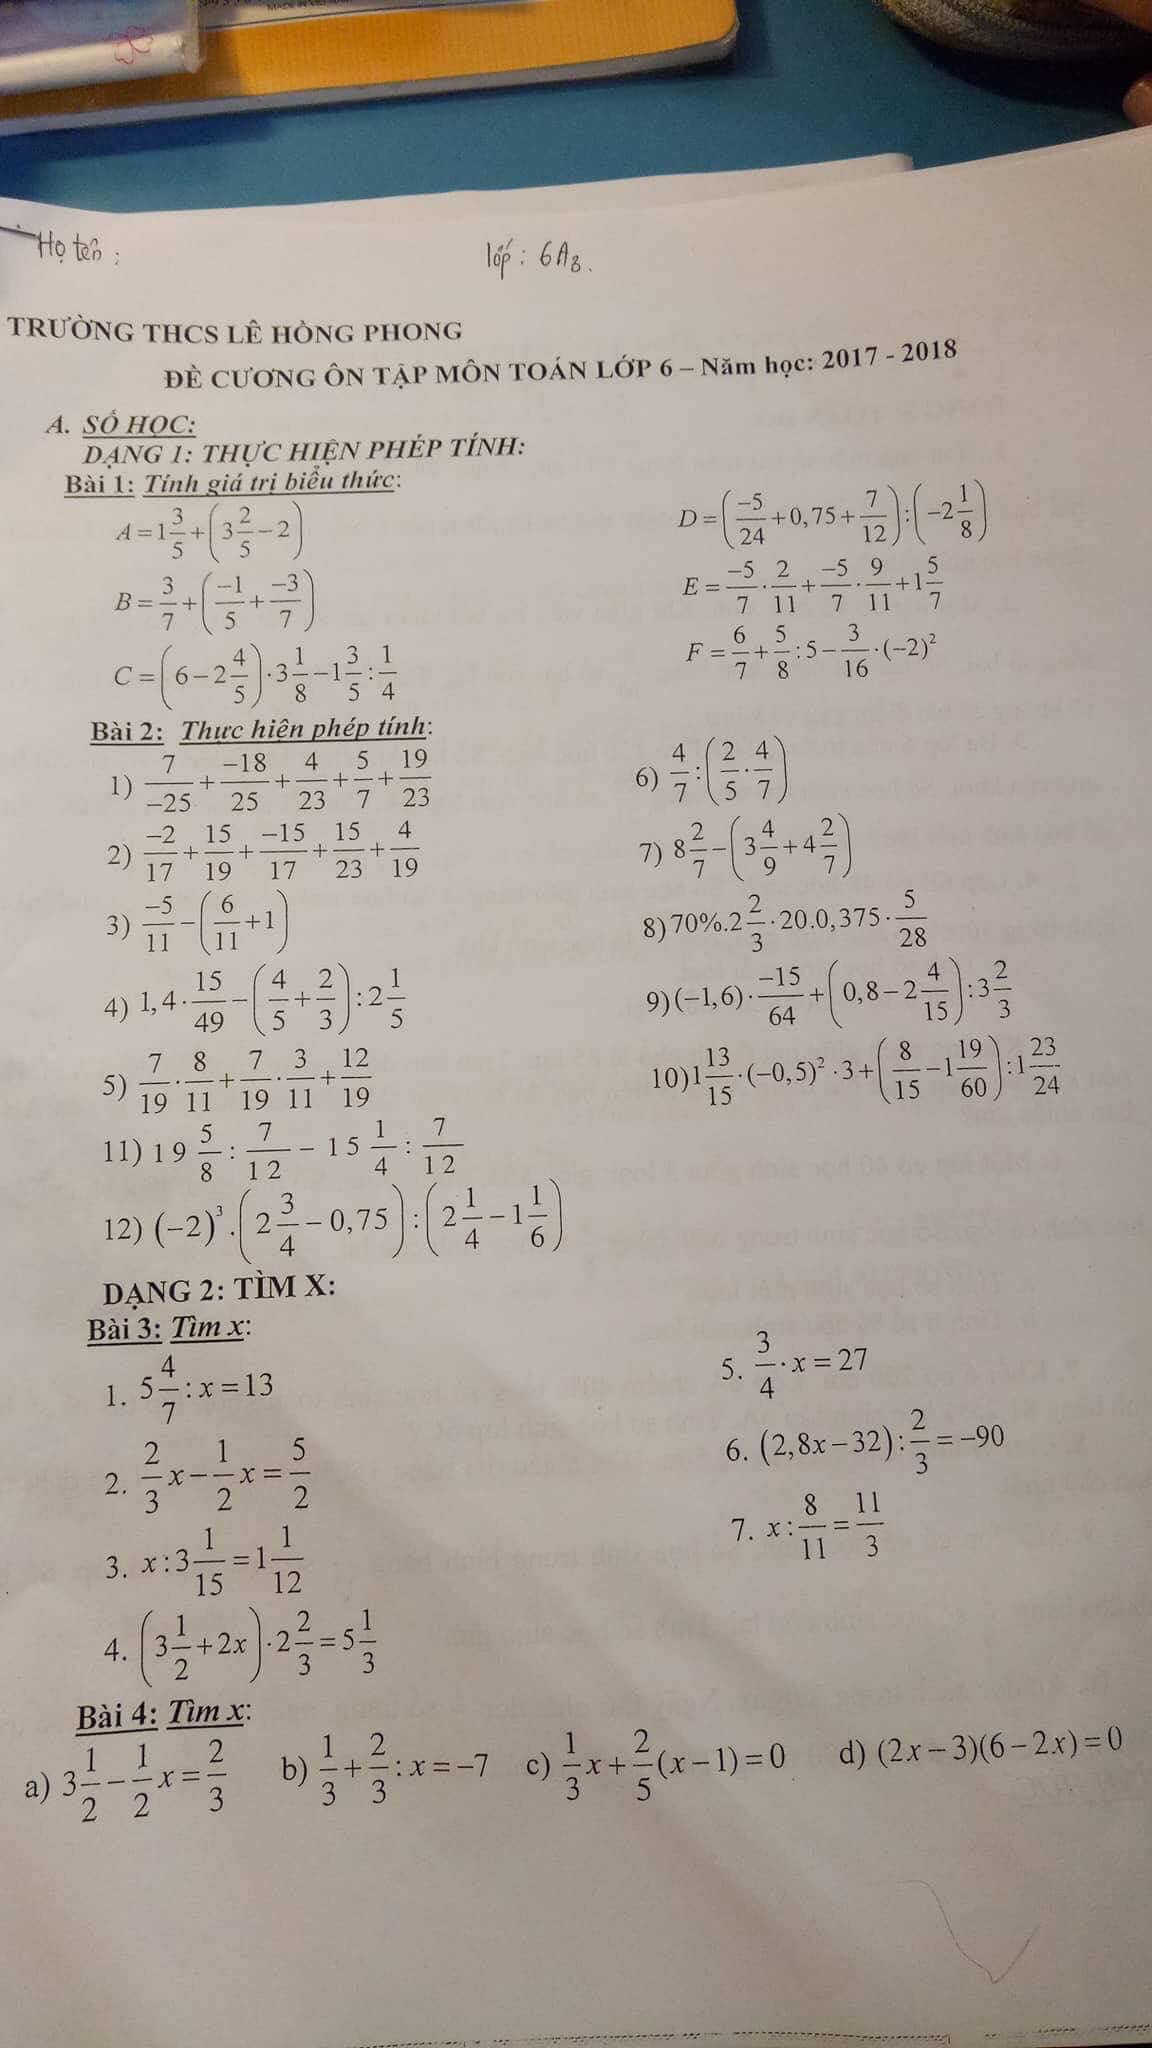 Họ tên : lớp : 6A3.
TRƯỜNG THCS LÊ HỒNG PHONG
ĐỀ CƯƠNG ÔN TẬP MÔN TOÁN LỚP 6 – Năm học: 2017 - 2018
A. SỐ HỌC:
DẠNG 1: THỰC HIỆN PHÉP TÍNH:
Bài 1: Tính giá trị biểu thức:
A = 1 3/5 + (3 2/5 − 2) D = (−5/24 + 0,75 + 7/12) : (−2 1/8)
B = 3/7 + (−1/5 + −3/7) E = −5/7 · 2/11 + −5/7 · 9/11 + 1 5/7
C = (6 − 2 4/5) · 3 1/8 − 1 3/5 : 1/4 F = 6/7 + 5/8 : 5 − 3/16 · (−2)²
Bài 2: Thực hiện phép tính:
1) 7/−25 + −18/25 + 4/23 + 5/7 + 19/23 6) 4/7 : (2/5 · 4/7)
2) −2/17 + 15/19 + −15/17 + 15/23 + 4/19 7) 8 2/7 − (3 4/9 + 4 2/7)
3) −5/11 − (6/11 + 1) 8) 70%.2 2/3 · 20.0,375 · 5/28
4) 1,4 · 15/49 − (4/5 + 2/3) : 2 1/5 9) (−1,6) · −15/64 + (0,8 − 2 4/15) : 3 2/3
5) 7/19 · 8/11 + 7/19 · 3/11 + 12/19 10) 1 13/15 · (−0,5)² · 3 + (8/15 − 1 19/60) : 1 23/24
11) 19 5/8 : 7/12 − 15 1/4 : 7/12
12) (−2)³ . (2 3/4 − 0,75) : (2 1/4 − 1 1/6)
DẠNG 2: TÌM X:
Bài 3: Tìm x:
1. 5 4/7 : x = 13 5. 3/4 · x = 27
2. 2/3 x − 1/2 x = 5/2 6. (2,8x − 32) : 2/3 = −90
3. x : 3 1/15 = 1 1/12 7. x : 8/11 = 11/3
4. (3 1/2 + 2x) · 2 2/3 = 5 1/3
Bài 4: Tìm x:
a) 3 1/2 − 1/2 x = 2/3 b) 1/3 + 2/3 : x = −7 c) 1/3 x + 2/5 (x − 1) = 0 d) (2x − 3)(6 − 2x) = 0